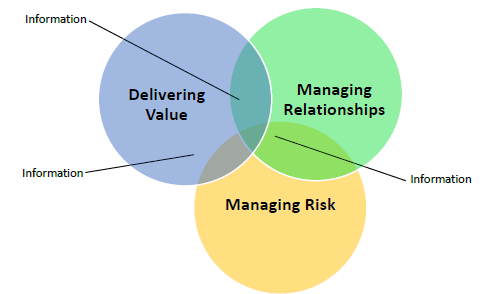 Information
Delivering
Value
Managing
Relationships
Information
Information
Managing Risk